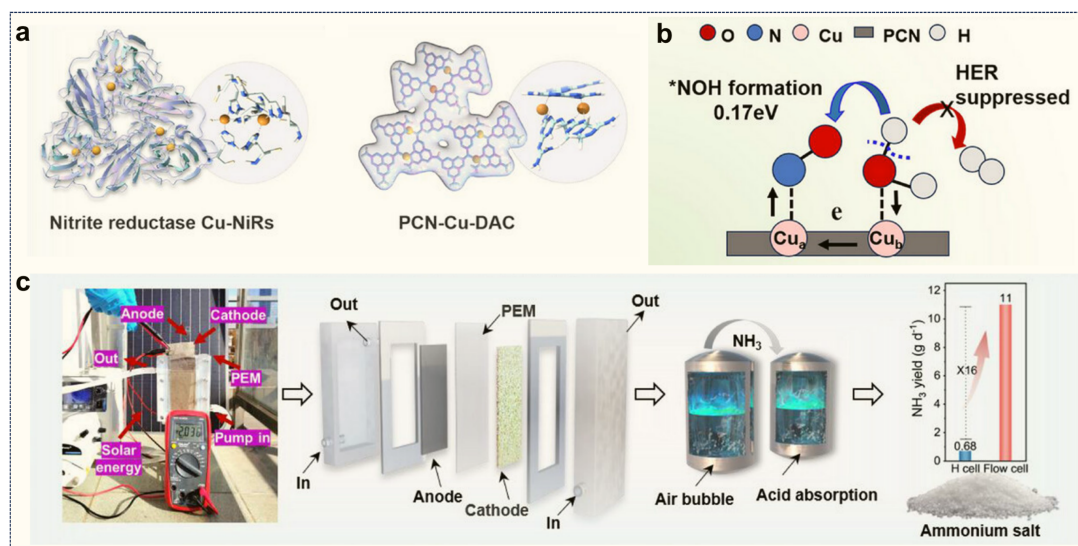 a
Nitrite reductase Cu-NiRs
PCN-Cu-DAC
b
O N Cu PCN H
*NOH formation
0.17eV
HER
suppressed
X
e
Cua
Cub
c
Anode
Cathode
Out
PEM
Solar
energy
Pump in
Out
PEM
Out
In
Anode
Cathode
In
NH3
Air bubble
Acid absorption
NH3 yield (g d-1)
12
10
8
6
4
2
0
11
X16
0.68
H cell Flow cell
Ammonium salt